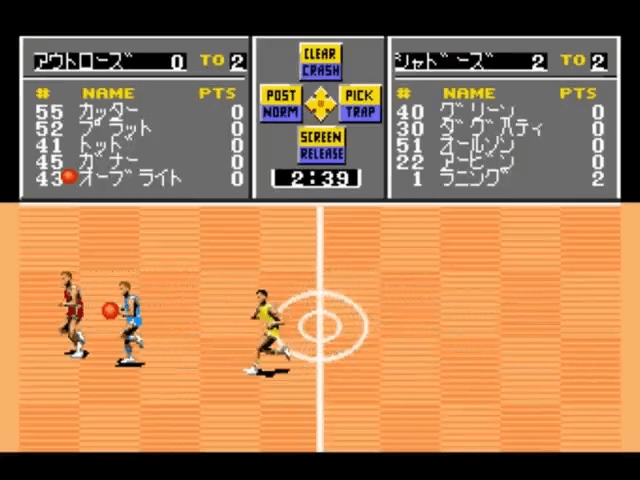 アウトローズ 0 TO 2
# NAME PTS
55 カッター 0
52 プラット 0
41 トッド 0
45 ガナー 0
43 オーブライト 0
CLEAR
CRASH
POST
NORM
PICK
TRAP
SCREEN
RELEASE
2:39
シャドーズ 2 TO 2
# NAME PTS
40 グリーン 0
30 ダグハスティ 0
51 オールソン 0
22 アービン 0
1 ラニング 2